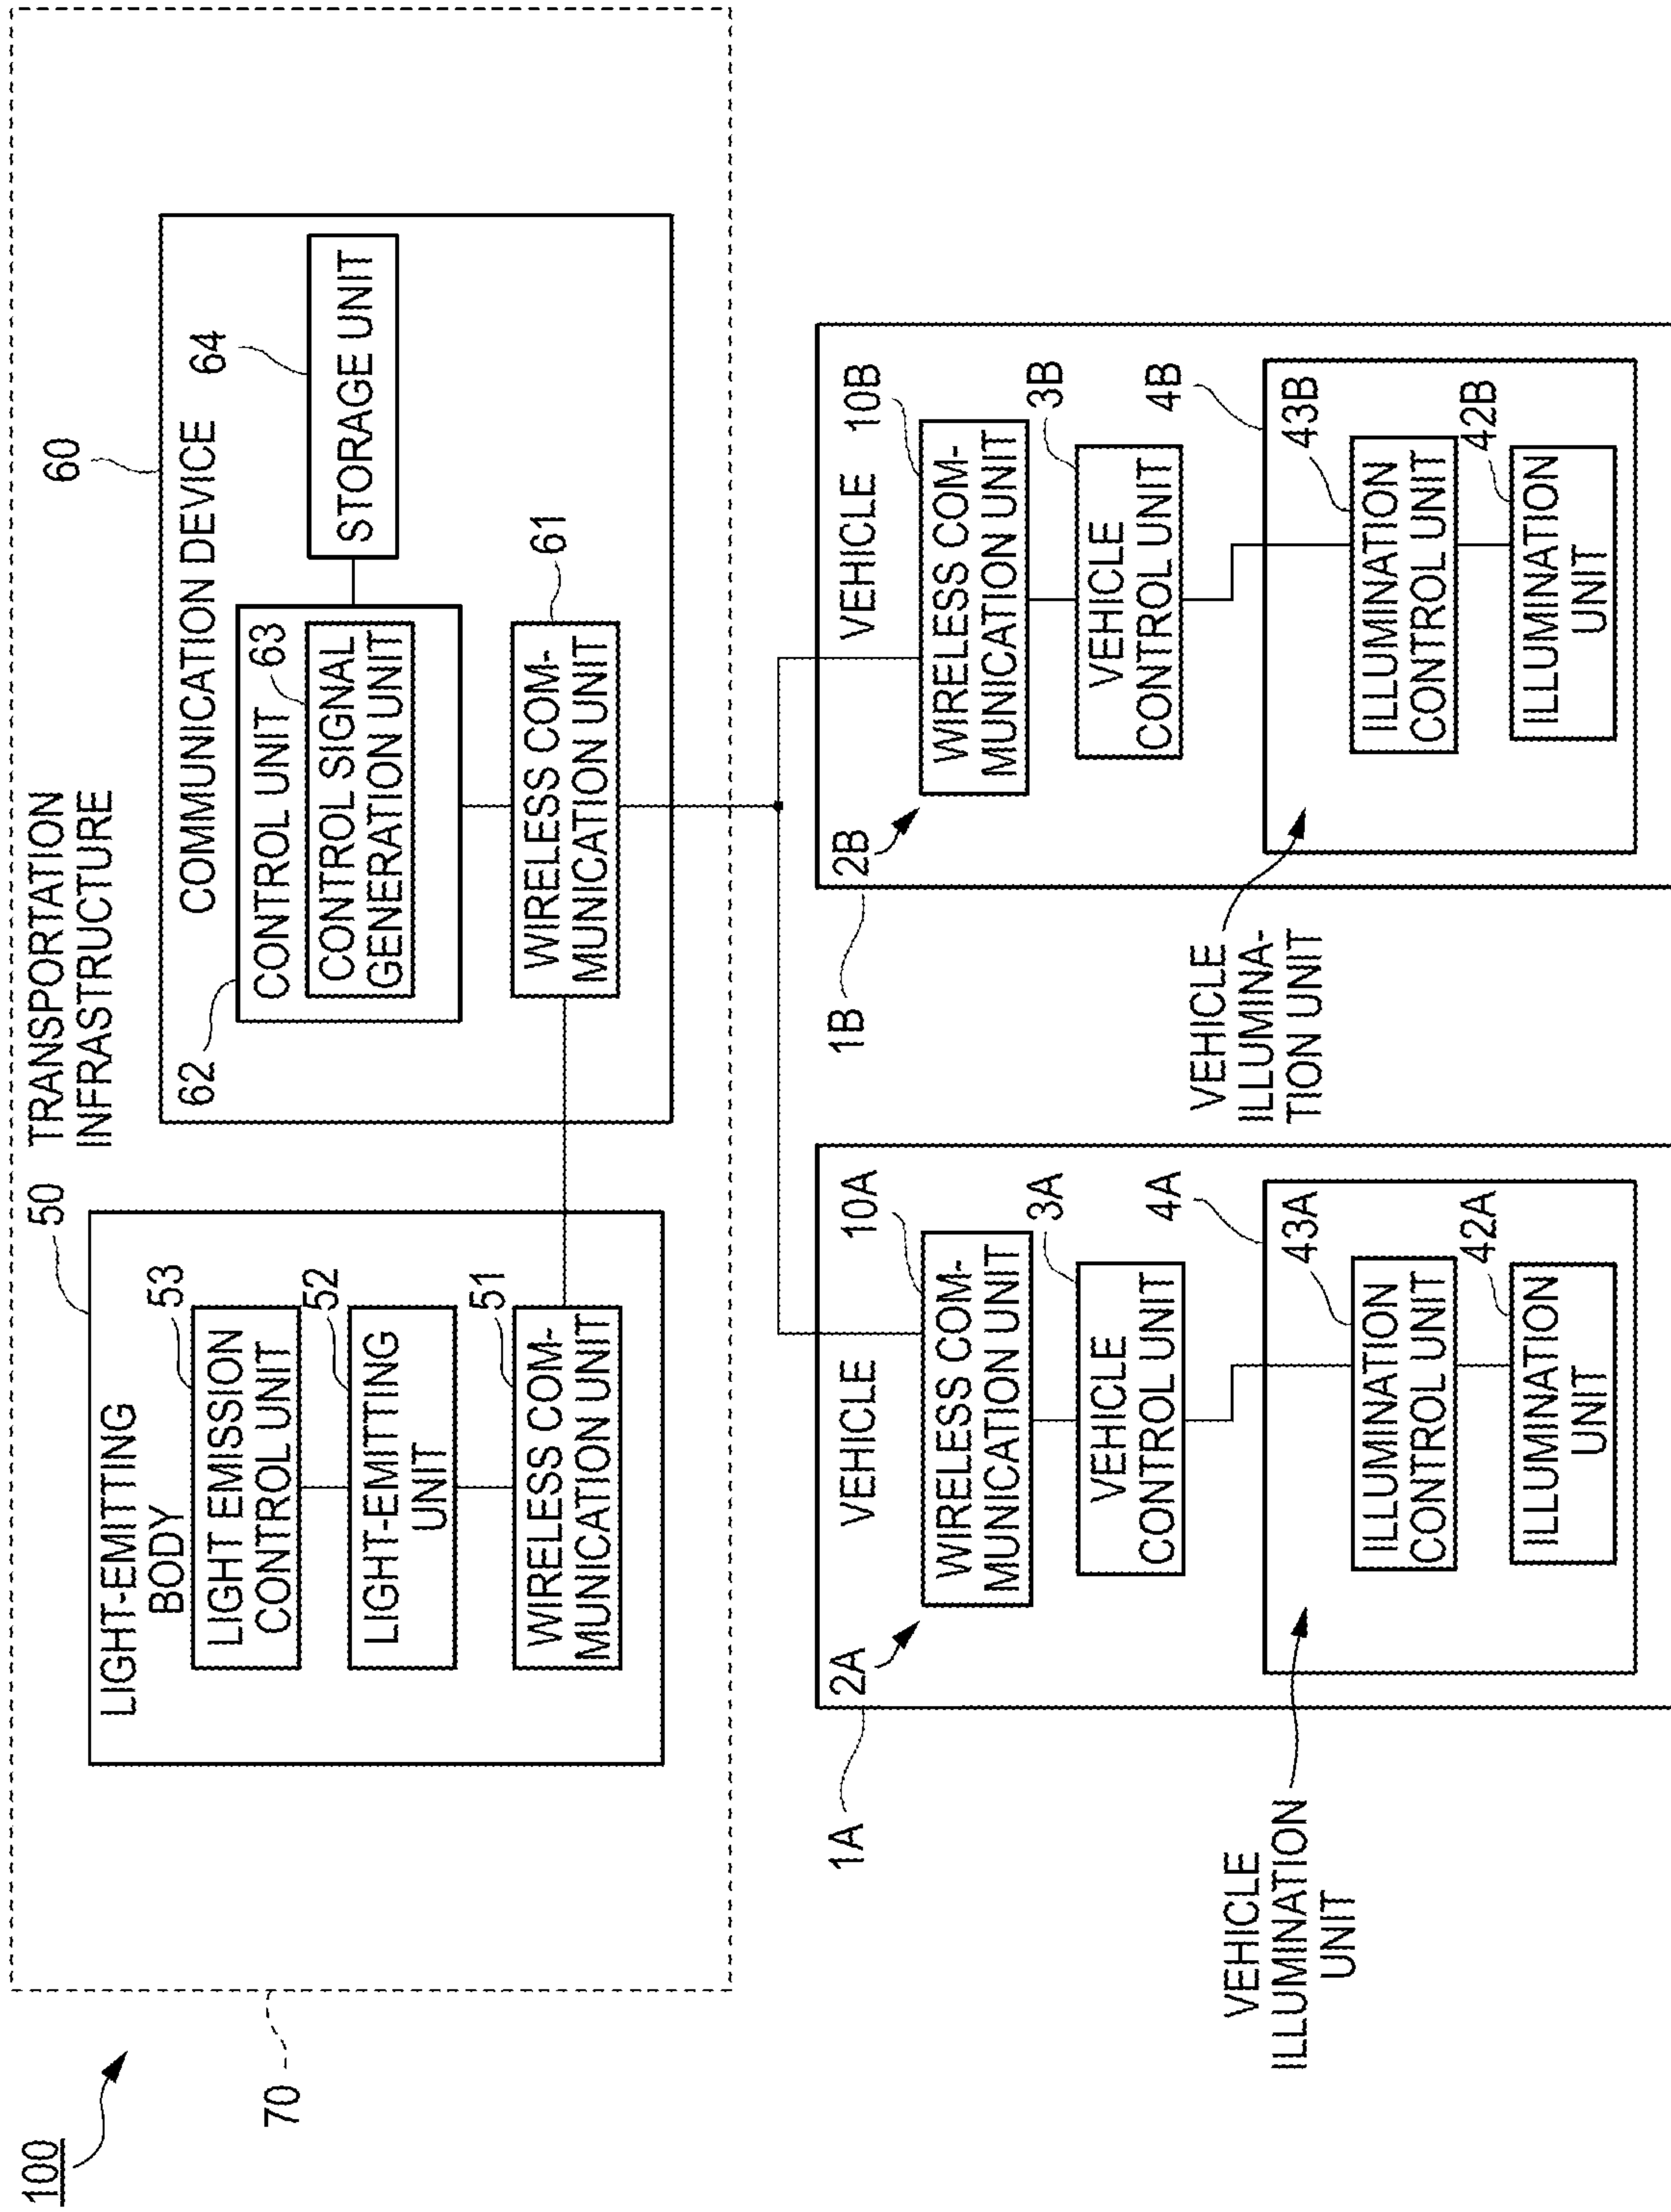 100
70
50
TRANSPORTATION
INFRASTRUCTURE
60
LIGHT-EMITTING
BODY
53
LIGHT EMISSION
CONTROL UNIT
52
LIGHT-EMITTING
UNIT
51
WIRELESS COM-
MUNICATION UNIT
COMMUNICATION DEVICE
62
CONTROL UNIT
63
CONTROL SIGNAL
GENERATION UNIT
64
STORAGE UNIT
61
WIRELESS COM-
MUNICATION UNIT
1A
2A
VEHICLE
10A
WIRELESS COM-
MUNICATION UNIT
3A
VEHICLE
CONTROL UNIT
4A
43A
ILLUMINATION
CONTROL UNIT
42A
ILLUMINATION
UNIT
VEHICLE
ILLUMINATION
UNIT
1B
2B
VEHICLE
10B
WIRELESS COM-
MUNICATION UNIT
3B
VEHICLE
CONTROL UNIT
4B
43B
ILLUMINATION
CONTROL UNIT
42B
ILLUMINATION
UNIT
VEHICLE
ILLUMINA-
TION UNIT